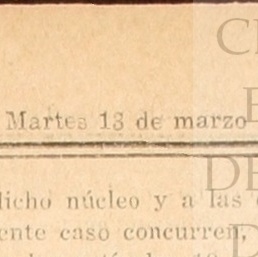 Martes 13 de marzo
dicho núcleo y a las
ente caso concurren,